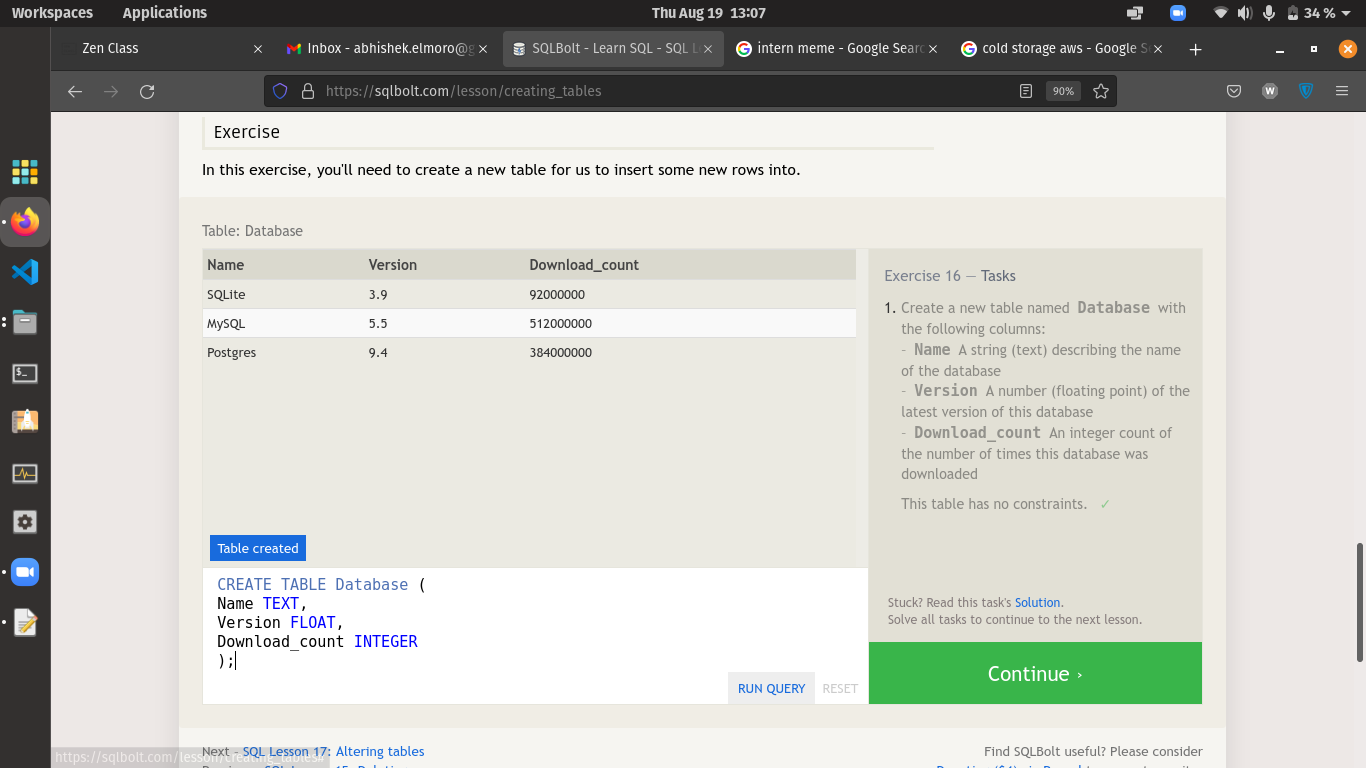 Workspaces Applications Thu Aug 19 13:07 34 %
Zen Class Inbox - abhishek.elmoro@g SQLBolt - Learn SQL - SQL L intern meme - Google Searc cold storage aws - Google S
https://sqlbolt.com/lesson/creating_tables 90% W
Exercise
In this exercise, you'll need to create a new table for us to insert some new rows into.
Table: Database
Name Version Download_count
SQLite 3.9 92000000
MySQL 5.5 512000000
Postgres 9.4 384000000
Table created
CREATE TABLE Database (
Name TEXT,
Version FLOAT,
Download_count INTEGER
);
RUN QUERY RESET
Exercise 16 — Tasks
1. Create a new table named Database with
the following columns:
- Name A string (text) describing the name
of the database
- Version A number (floating point) of the
latest version of this database
- Download_count An integer count of
the number of times this database was
downloaded
This table has no constraints. ✓
Stuck? Read this task's Solution.
Solve all tasks to continue to the next lesson.
Continue ›
Next – SQL Lesson 17: Altering tables
Find SQLBolt useful? Please consider
https://sqlbolt.com/lesson/creating_tables#